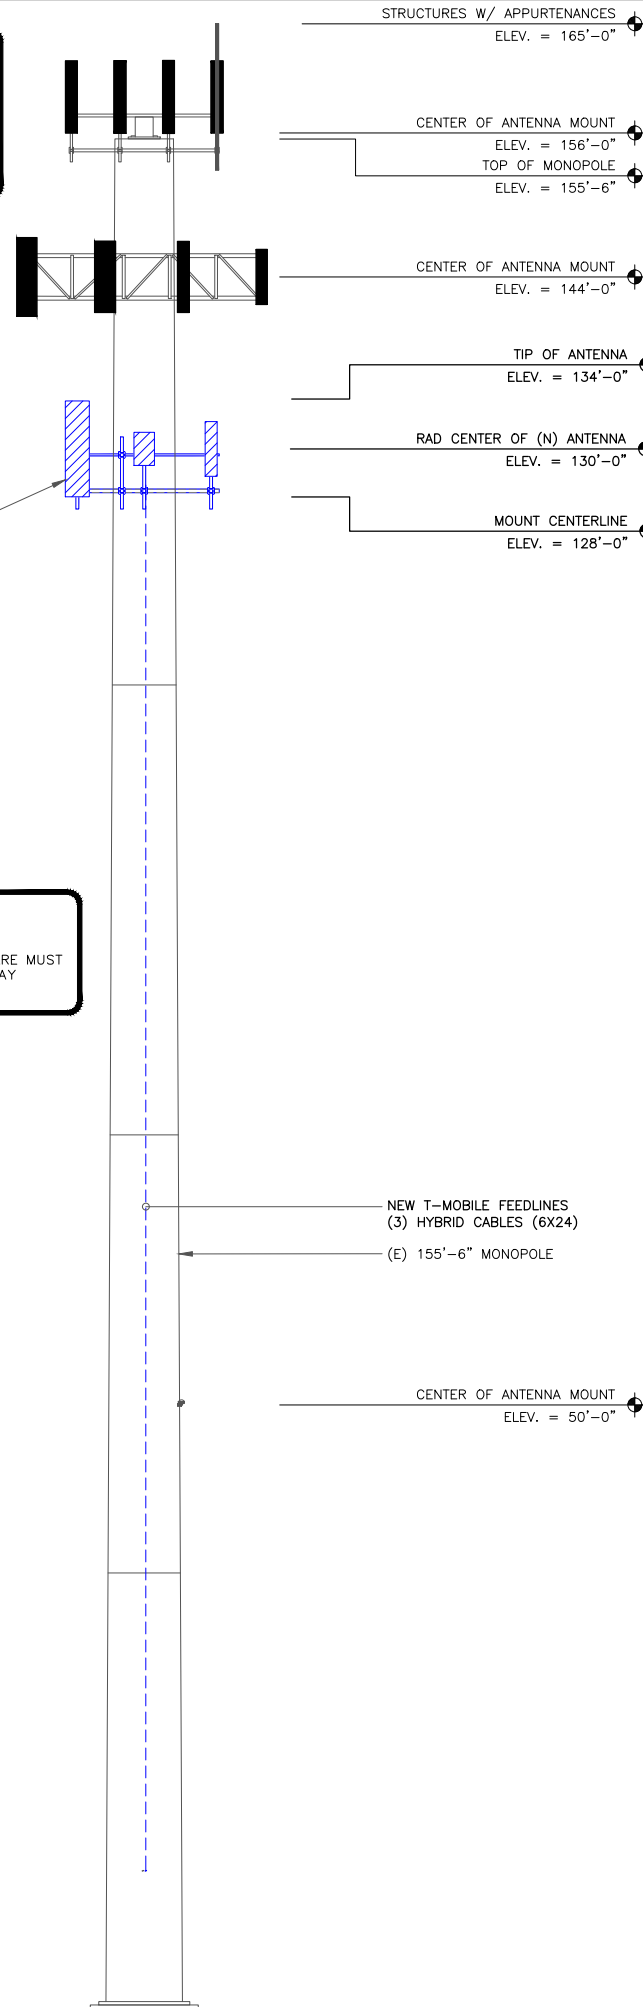 STRUCTURES W/ APPURTENANCES
ELEV. = 165'-0"
CENTER OF ANTENNA MOUNT
ELEV. = 156'-0"
TOP OF MONOPOLE
ELEV. = 155'-6"
CENTER OF ANTENNA MOUNT
ELEV. = 144'-0"
TIP OF ANTENNA
ELEV. = 134'-0"
RAD CENTER OF (N) ANTENNA
ELEV. = 130'-0"
MOUNT CENTERLINE
ELEV. = 128'-0"
RE MUST
AY
NEW T-MOBILE FEEDLINES
(3) HYBRID CABLES (6X24)
(E) 155'-6" MONOPOLE
CENTER OF ANTENNA MOUNT
ELEV. = 50'-0"